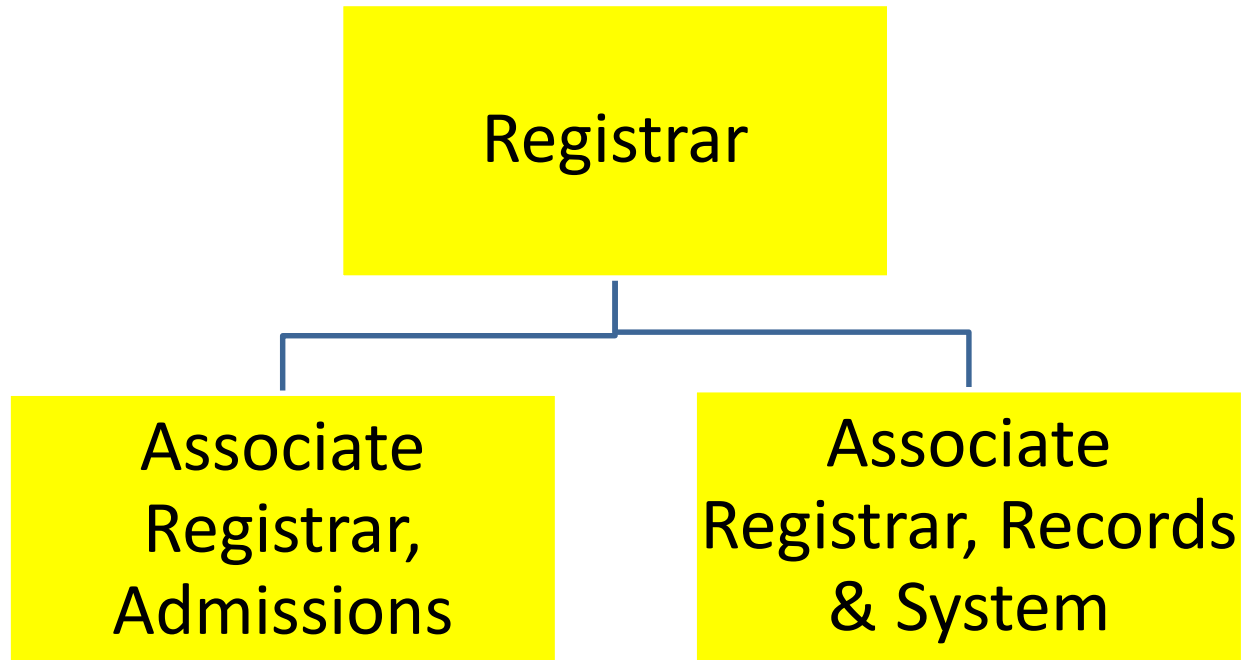 Registrar
Associate
Registrar,
Admissions
Associate
Registrar, Records
& System